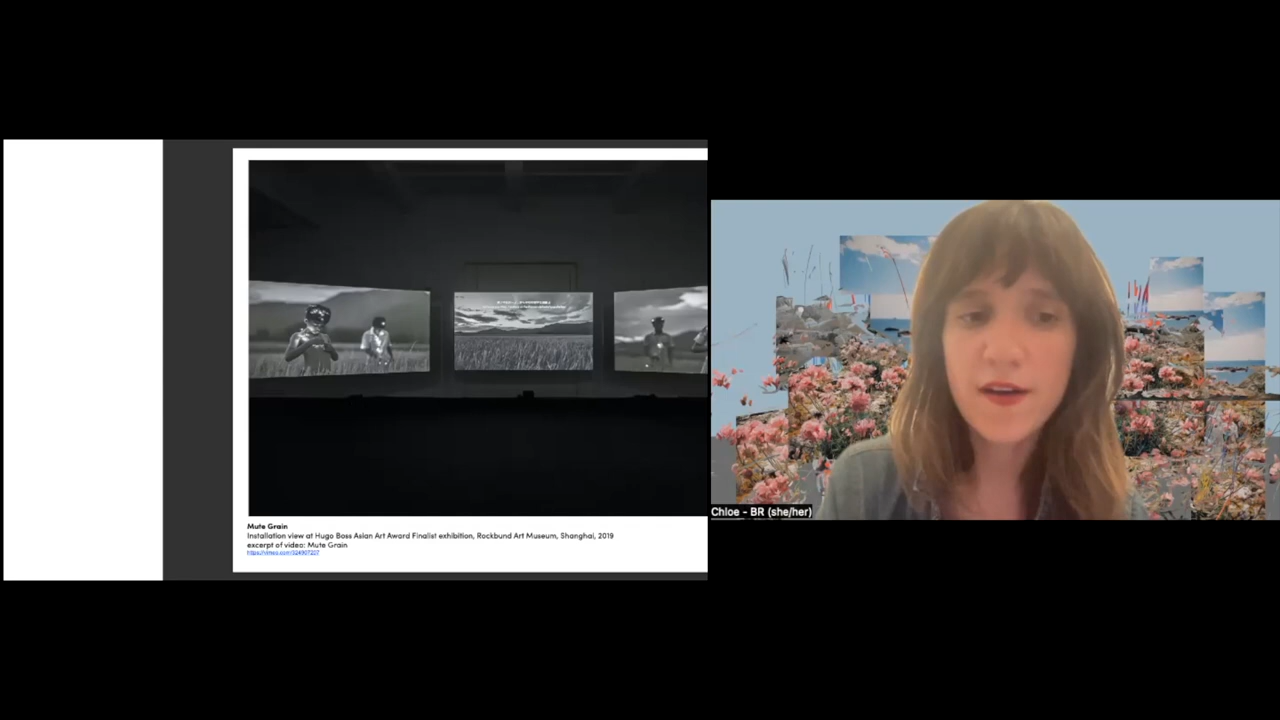 Mute Grain
Installation view at Hugo Boss Asian Art Award Finalist exhibition, Rockbund Art Museum, Shanghai, 2019
excerpt of video: Mute Grain
Chloe - BR (she/her)